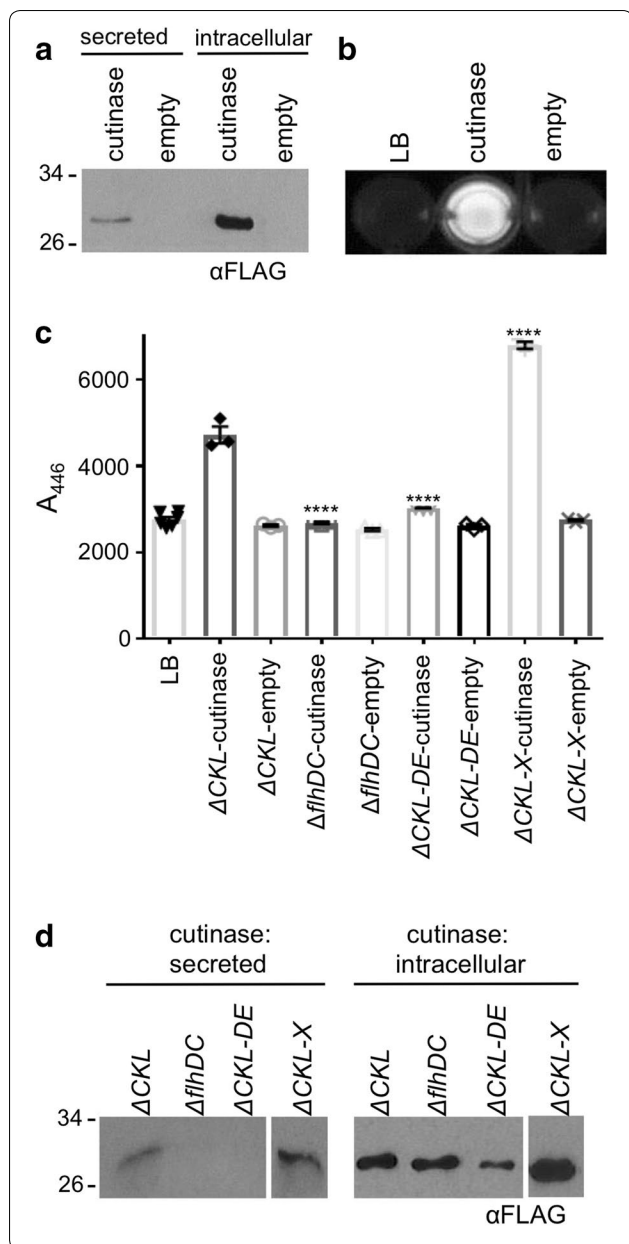 a
secreted intracellular
cutinase empty cutinase empty
34 -
26 -
αFLAG
b
LB cutinase empty
c
A446
6000
4000
2000
0
**** **** ****
LB
ΔCKL-cutinase
ΔCKL-empty
ΔflhDC-cutinase
ΔflhDC-empty
ΔCKL-DE-cutinase
ΔCKL-DE-empty
ΔCKL-X-cutinase
ΔCKL-X-empty
d
cutinase: secreted
cutinase: intracellular
ΔCKL ΔflhDC ΔCKL-DE ΔCKL-X ΔCKL ΔflhDC ΔCKL-DE ΔCKL-X
34 -
26 -
αFLAG